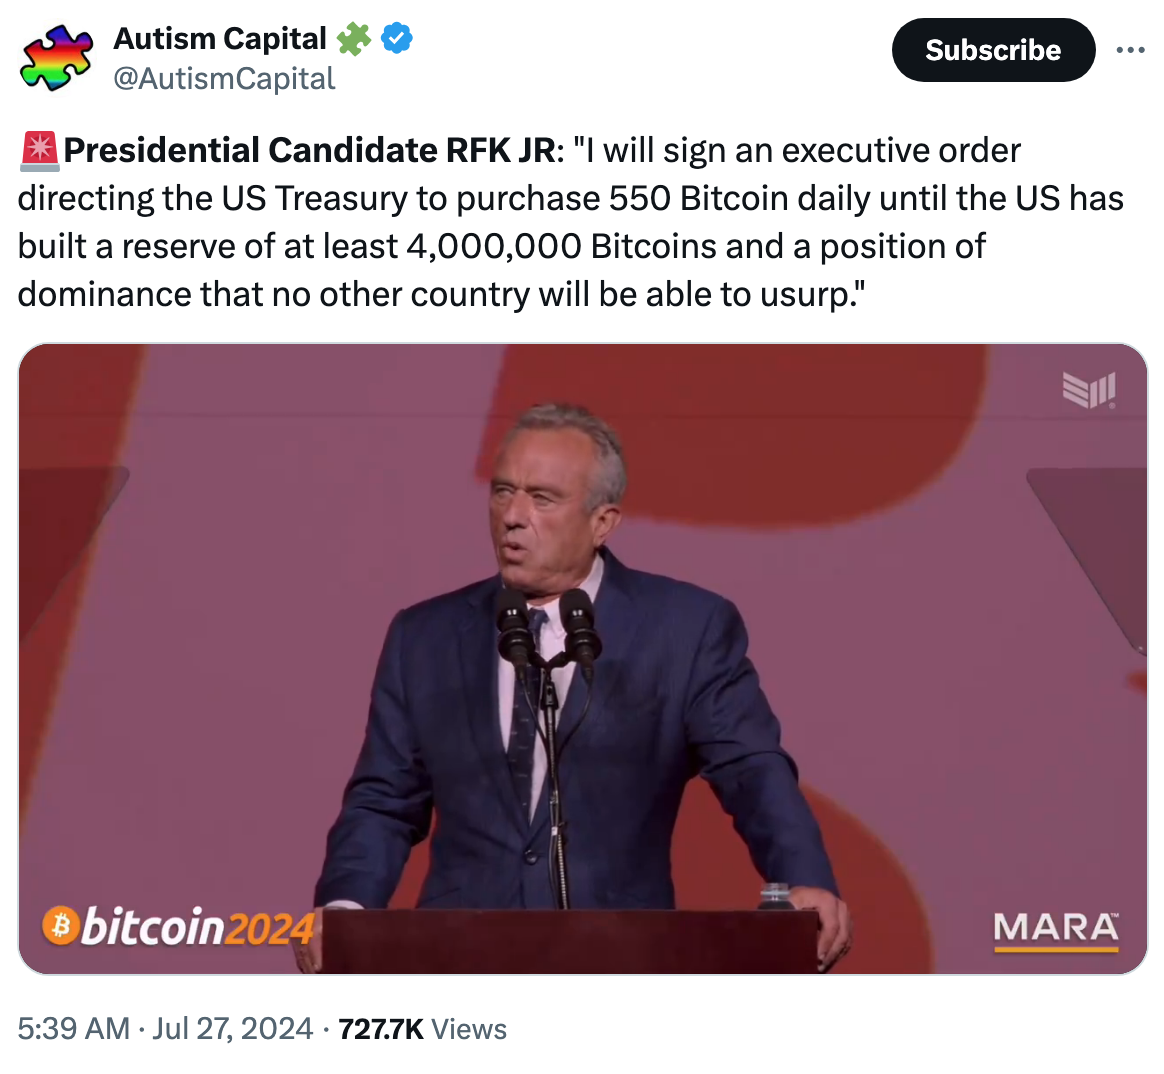 Autism Capital
@AutismCapital
Subscribe
Presidential Candidate RFK JR: "I will sign an executive order
directing the US Treasury to purchase 550 Bitcoin daily until the US has
built a reserve of at least 4,000,000 Bitcoins and a position of
dominance that no other country will be able to usurp."
bitcoin2024
MARA™
5:39 AM · Jul 27, 2024 · 727.7K Views